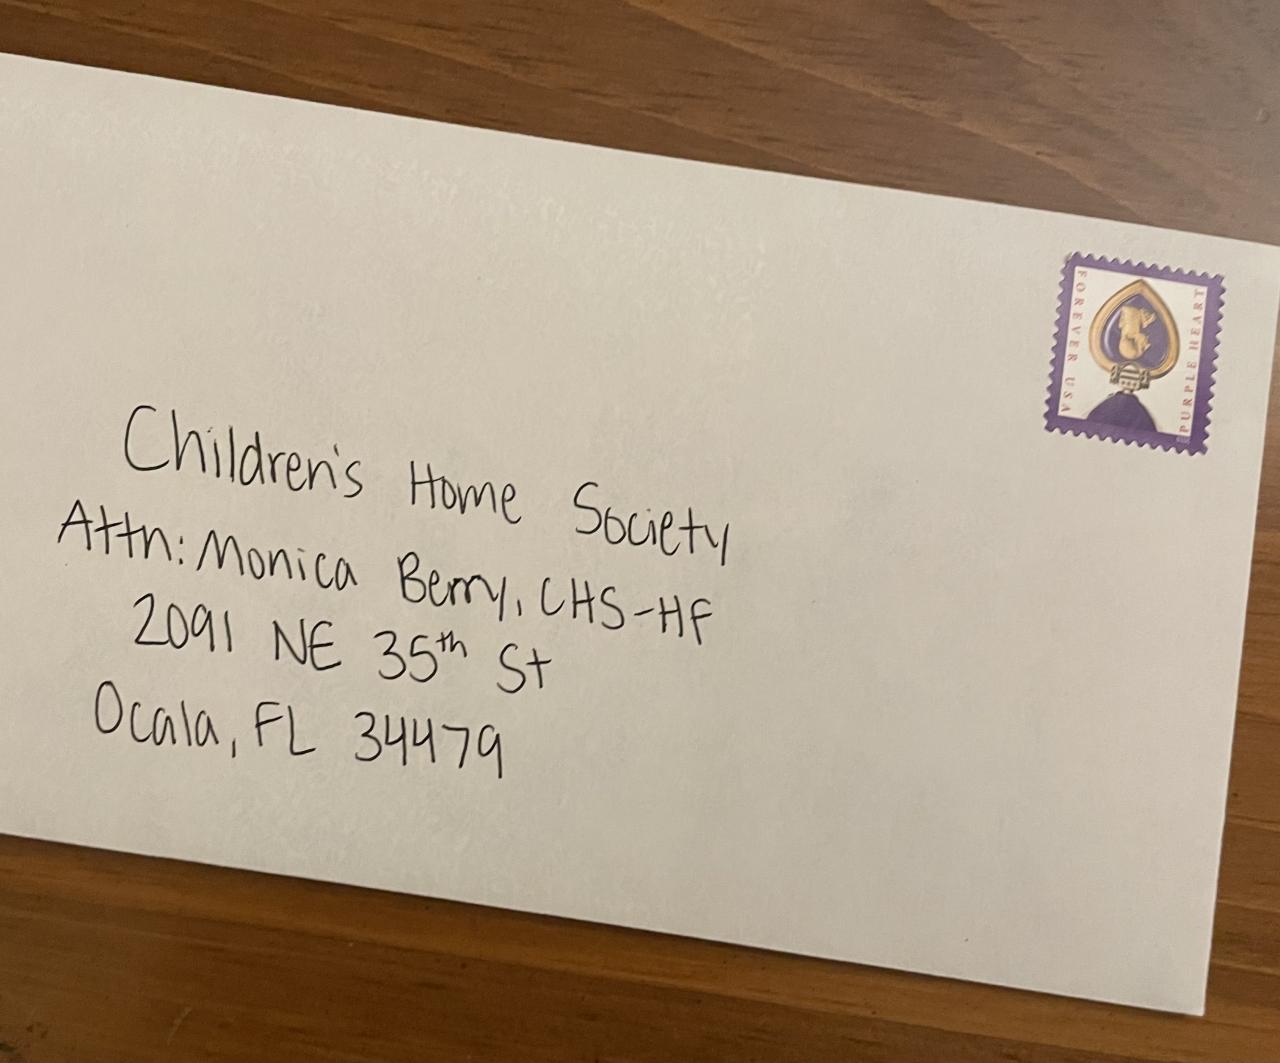 FOREVER USA
PURPLE HEART
Children's Home Society
Attn: Monica Berry, CHS-HF
2091 NE 35th St
Ocala, FL 34479